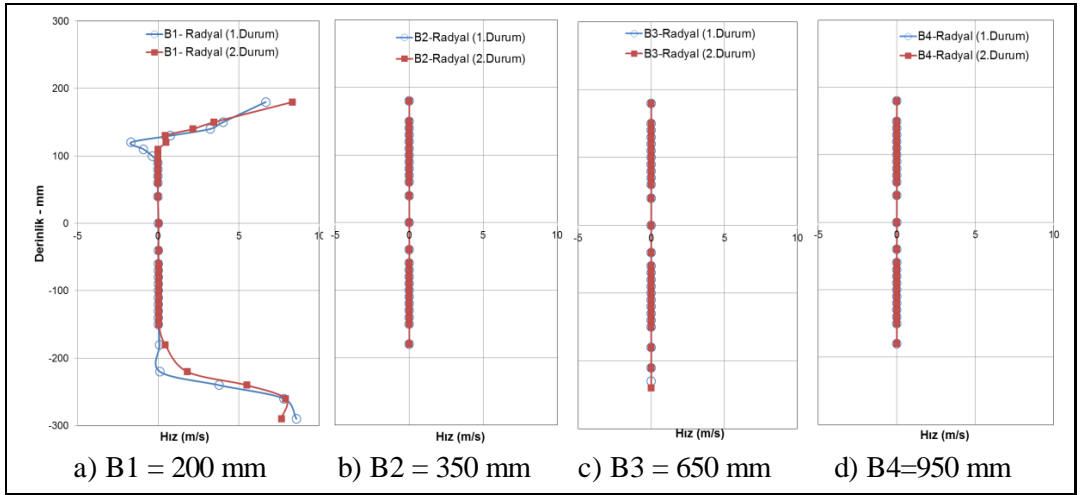 B1- Radyal (1.Durum)
B1- Radyal (2.Durum)
B2-Radyal (1.Durum)
B2-Radyal (2.Durum)
B3-Radyal (1.Durum)
B3-Radyal (2.Durum)
B4-Radyal (1.Durum)
B4-Radyal (2.Durum)
300
200
100
0
-100
-200
-300
Derinlik - mm
-5 0 5 10
-5 0 5 10
-5 0 5 10
-5 0 5 10
Hız (m/s)
Hız (m/s)
Hız (m/s)
Hız (m/s)
a) B1 = 200 mm
b) B2 = 350 mm
c) B3 = 650 mm
d) B4=950 mm